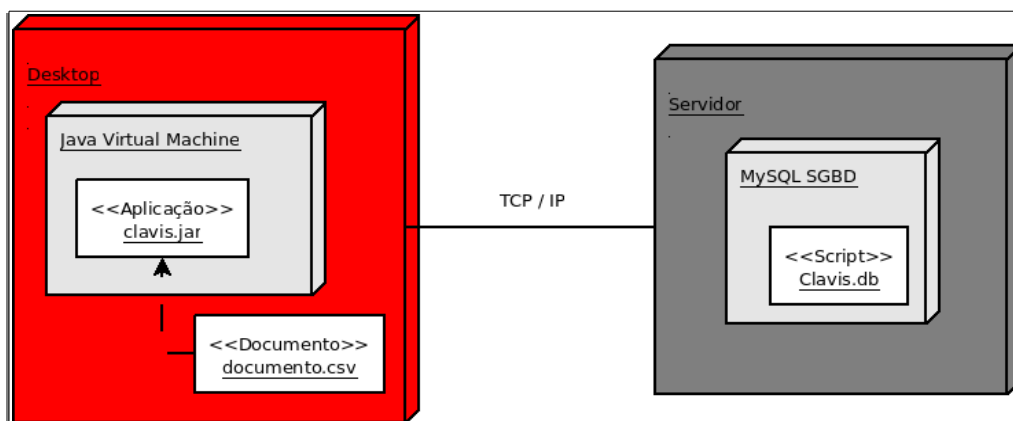 Desktop
Java Virtual Machine
<<Aplicação>>
clavis.jar
<<Documento>>
documento.csv
TCP / IP
Servidor
MySQL SGBD
<<Script>>
Clavis.db